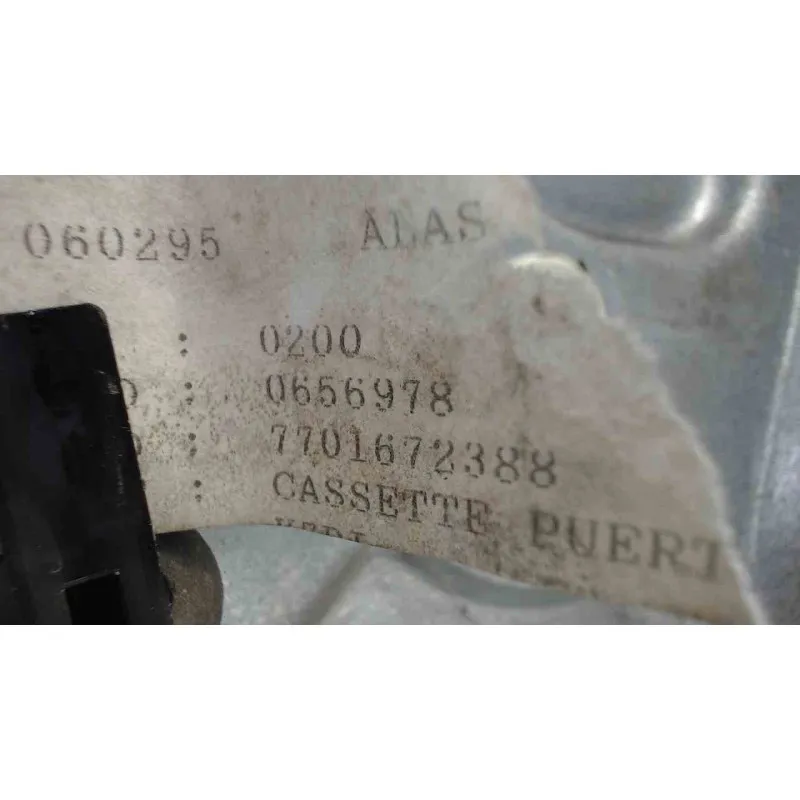 060295 ALAS
: 0200
: 0656978
: 7701672388
: CASSETTE PUERT